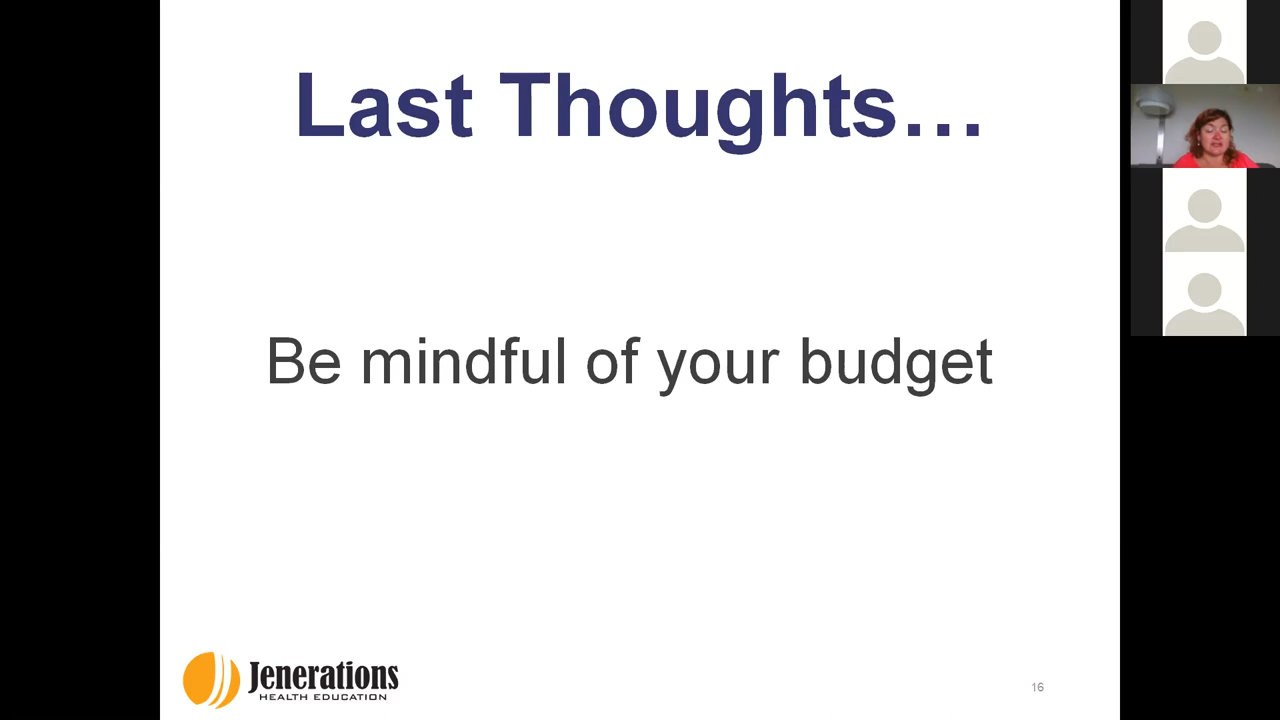 Last Thoughts…
Be mindful of your budget
Jenerations
HEALTH EDUCATION
16